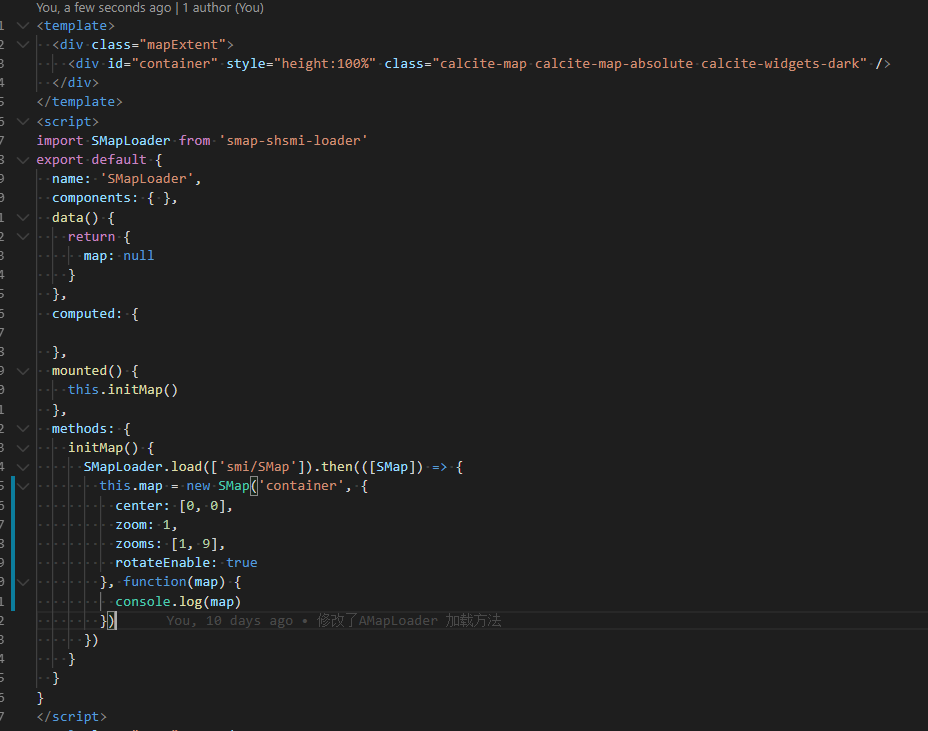 You, a few seconds ago | 1 author (You)
1 <template>
2 <div class="mapExtent">
3 <div id="container" style="height:100%" class="calcite-map calcite-map-absolute calcite-widgets-dark" />
4 </div>
5 </template>
6 <script>
7 import SMapLoader from 'smap-shsmi-loader'
8 export default {
9 name: 'SMapLoader',
0 components: { },
1 data() {
2 return {
3 map: null
4 }
5 },
6 computed: {
7
8 },
9 mounted() {
0 this.initMap()
1 },
2 methods: {
3 initMap() {
4 SMapLoader.load(['smi/SMap']).then(([SMap]) => {
5 this.map = new SMap('container', {
6 center: [0, 0],
7 zoom: 1,
8 zooms: [1, 9],
9 rotateEnable: true
0 }, function(map) {
1 console.log(map)
2 }) You, 10 days ago • 修改了AMapLoader 加载方法
3 })
4 }
5 }
6 }
7 </script>